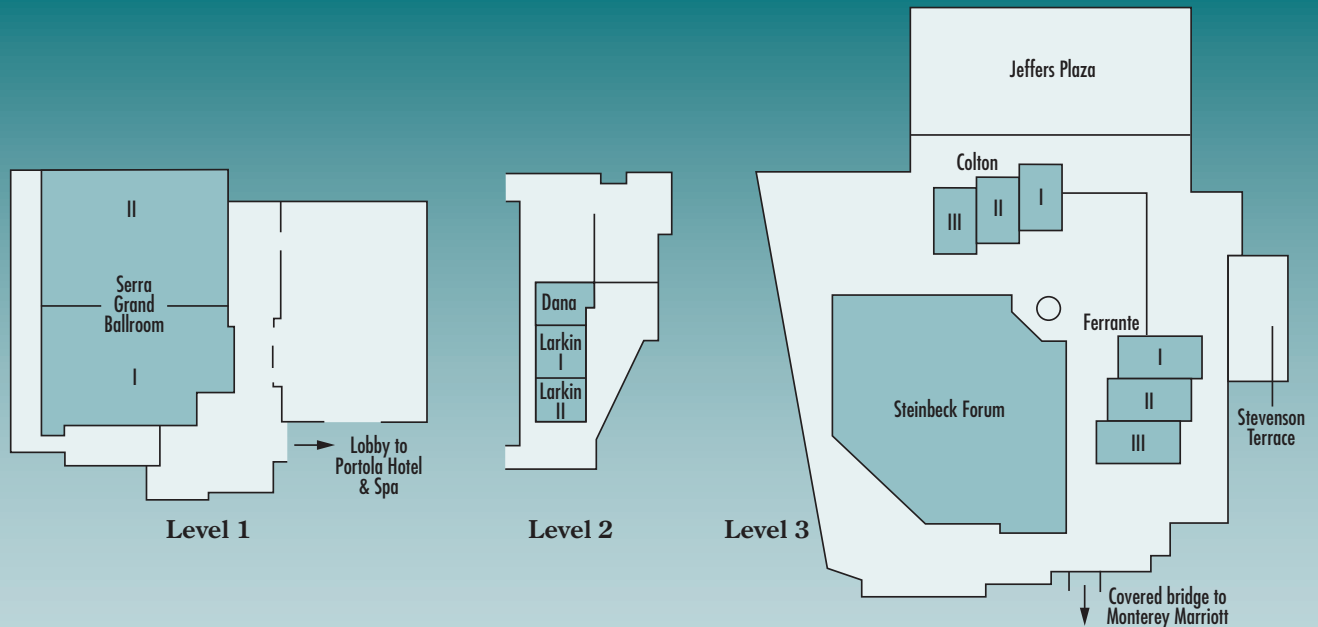 II
Serra
Grand
Ballroom
I
Lobby to
Portola Hotel
& Spa
Level 1
Dana
Larkin
I
Larkin
II
Level 2
Jeffers Plaza
Colton
I
II
III
Ferrante
I
II
III
Steinbeck Forum
Stevenson
Terrace
Level 3
Covered bridge to
Monterey Marriott